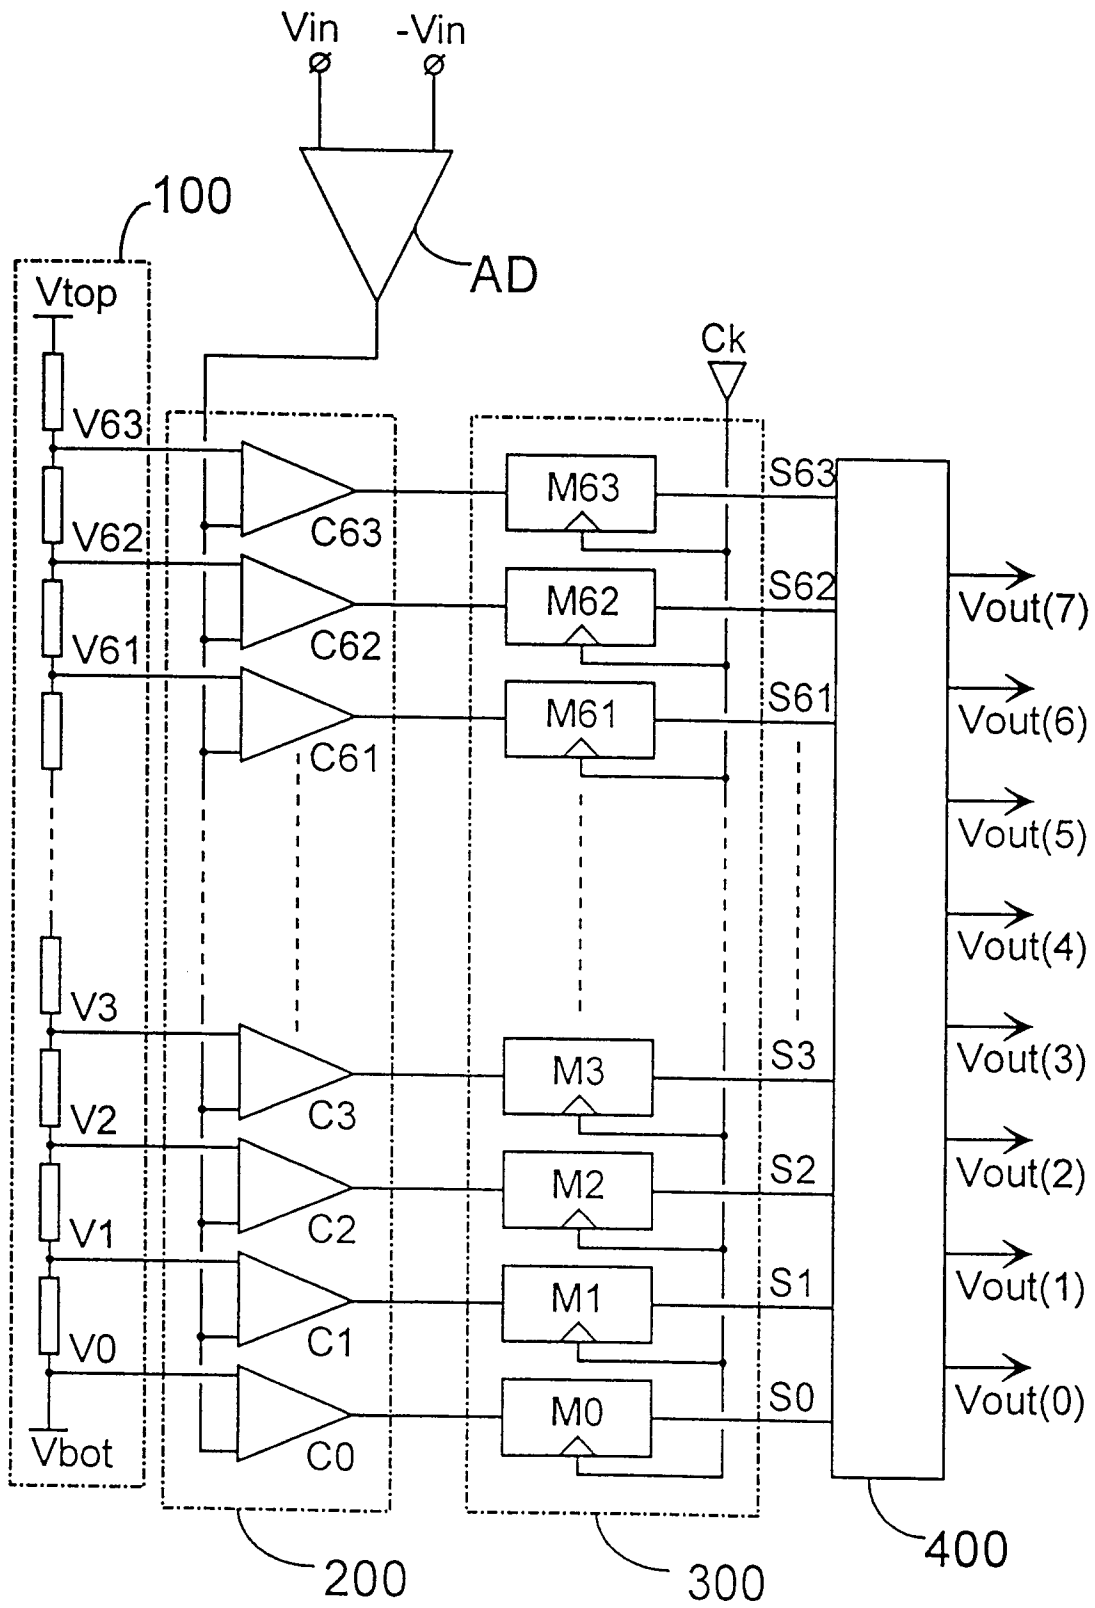 Vin -Vin
100
AD
Vtop
Ck
V63
C63
M63
S63
V62
C62
M62
S62
Vout(7)
V61
C61
M61
S61
Vout(6)
Vout(5)
Vout(4)
V3
C3
M3
S3
Vout(3)
V2
C2
M2
S2
Vout(2)
V1
C1
M1
S1
Vout(1)
V0
C0
M0
S0
Vout(0)
Vbot
200
300
400